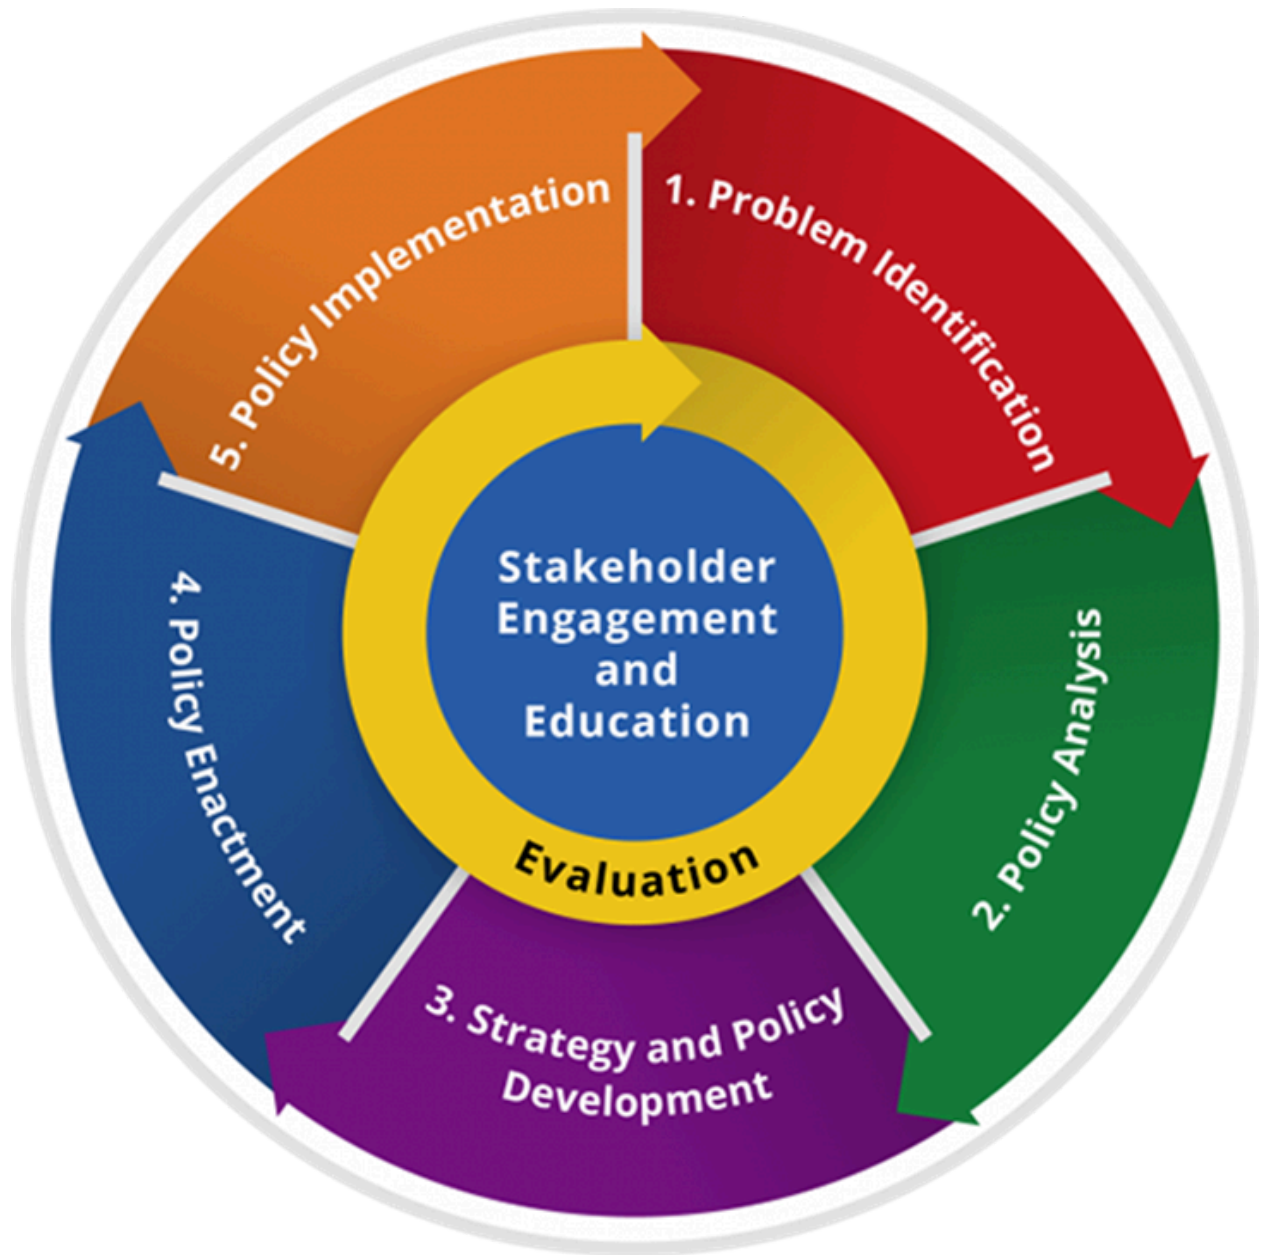 1. Problem Identification
2. Policy Analysis
3. Strategy and Policy
Development
4. Policy Enactment
5. Policy Implementation
Evaluation
Stakeholder
Engagement
and
Education